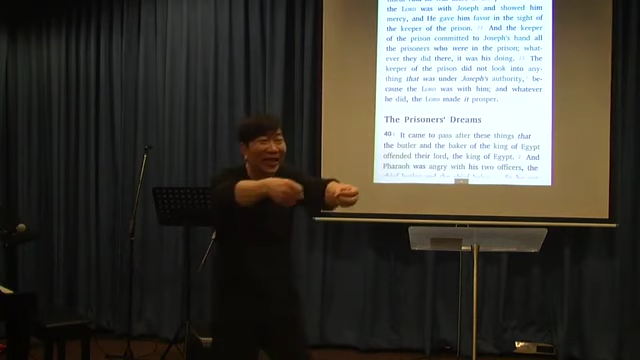 the LORD was with Joseph and showed him
mercy, and He gave him favor in the sight of
the keeper of the prison. 22 And the keeper
of the prison committed to Joseph's hand all
the prisoners who were in the prison; what-
ever they did there, it was his doing. 23 The
keeper of the prison did not look into any-
thing that was under Joseph's authority, be-
cause the LORD was with him; and whatever
he did, the LORD made it prosper.
The Prisoners' Dreams
40:1 It came to pass after these things that
the butler and the baker of the king of Egypt
offended their lord, the king of Egypt. 2 And
Pharaoh was angry with his two officers, the